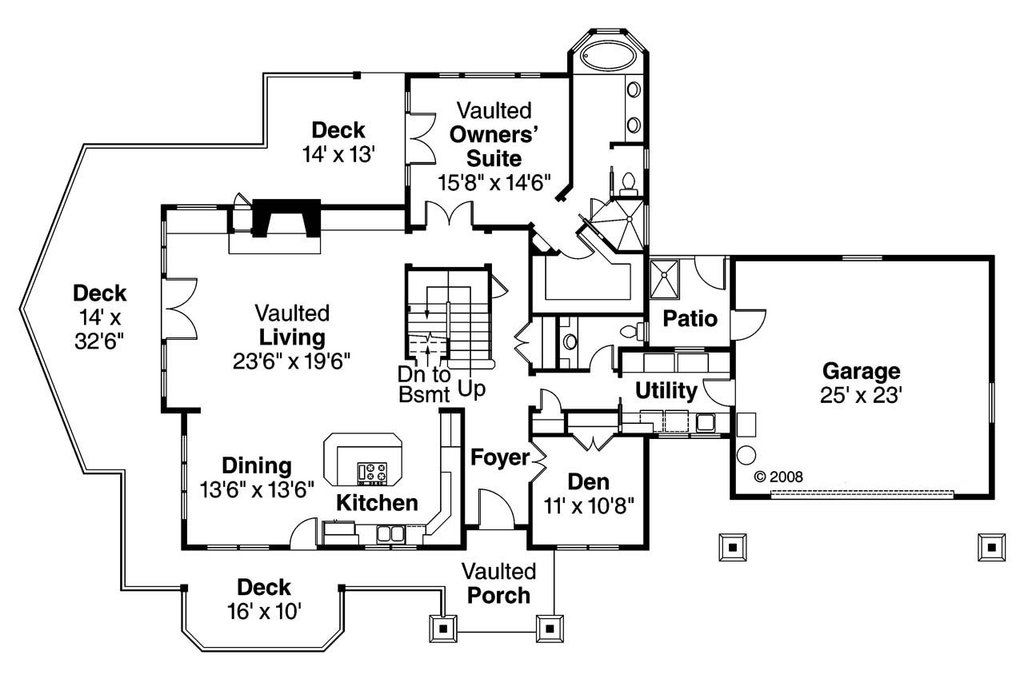 Deck
14' x 13'
Vaulted
Owners'
Suite
15'8" x 14'6"
Deck
14' x
32'6"
Vaulted
Living
23'6" x 19'6"
Dn to
Bsmt
Up
Patio
Utility
Garage
25' x 23'
© 2008
Dining
13'6" x 13'6"
Kitchen
Foyer
Den
11' x 10'8"
Deck
16' x 10'
Vaulted
Porch